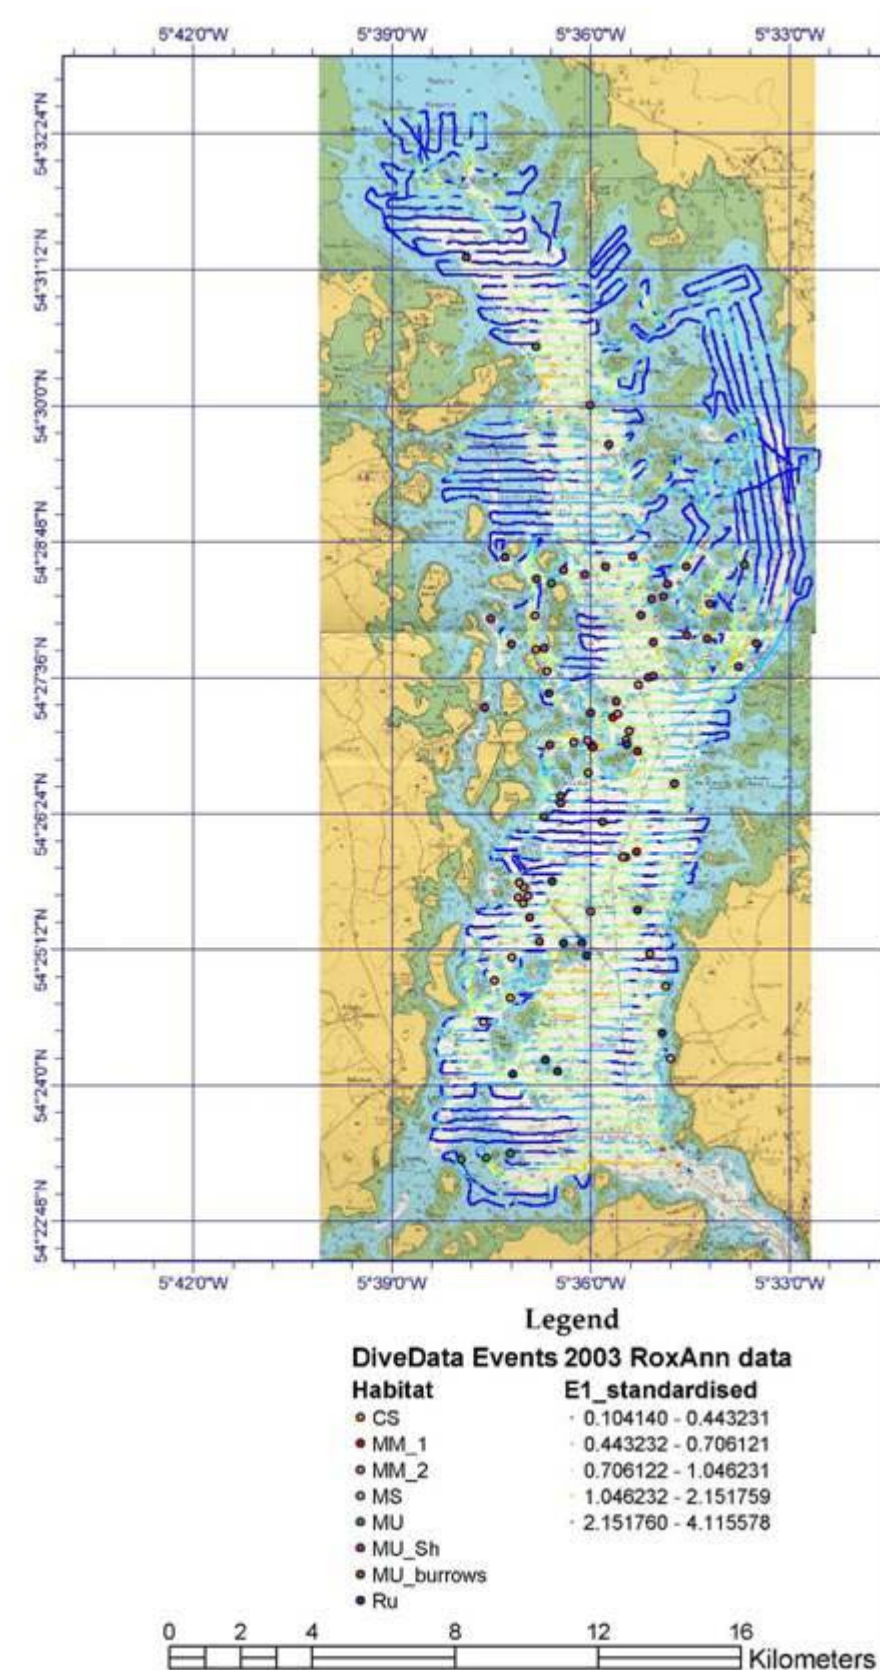 5°42'0"W 5°39'0"W 5°36'0"W 5°33'0"W
54°32'24"N
54°31'12"N
54°30'0"N
54°28'48"N
54°27'36"N
54°26'24"N
54°25'12"N
54°24'0"N
54°22'48"N
5°42'0"W 5°39'0"W 5°36'0"W 5°33'0"W
Legend
DiveData Events 2003 RoxAnn data
Habitat E1_standardised
CS 0.104140 - 0.443231
MM_1 0.443232 - 0.706121
MM_2 0.706122 - 1.046231
MS 1.046232 - 2.151759
MU 2.151760 - 4.115578
MU_Sh
MU_burrows
Ru
0 2 4 8 12 16
Kilometers